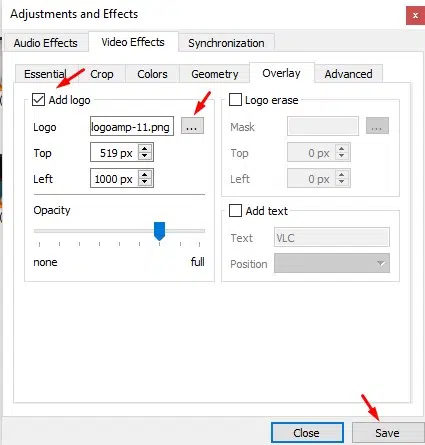 Adjustments and Effects
x
Audio Effects Video Effects Synchronization
Essential Crop Colors Geometry Overlay Advanced
Add logo
Logo logoamp-11.png ...
Top 519 px
Left 1000 px
Opacity
none full
Logo erase
Mask ...
Top 0 px
Left 0 px
Add text
Text VLC
Position
Close Save